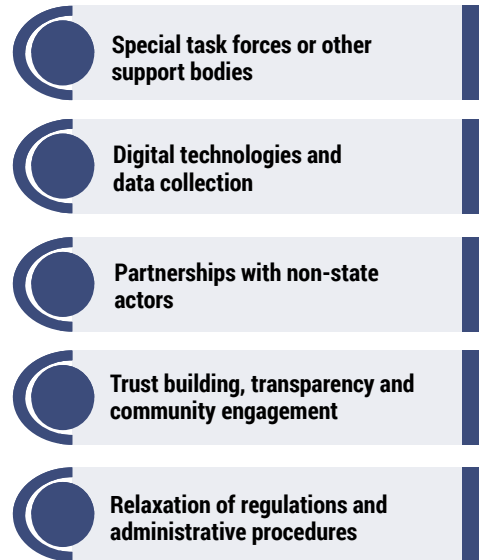 Special task forces or other
support bodies
Digital technologies and
data collection
Partnerships with non-state
actors
Trust building, transparency and
community engagement
Relaxation of regulations and
administrative procedures